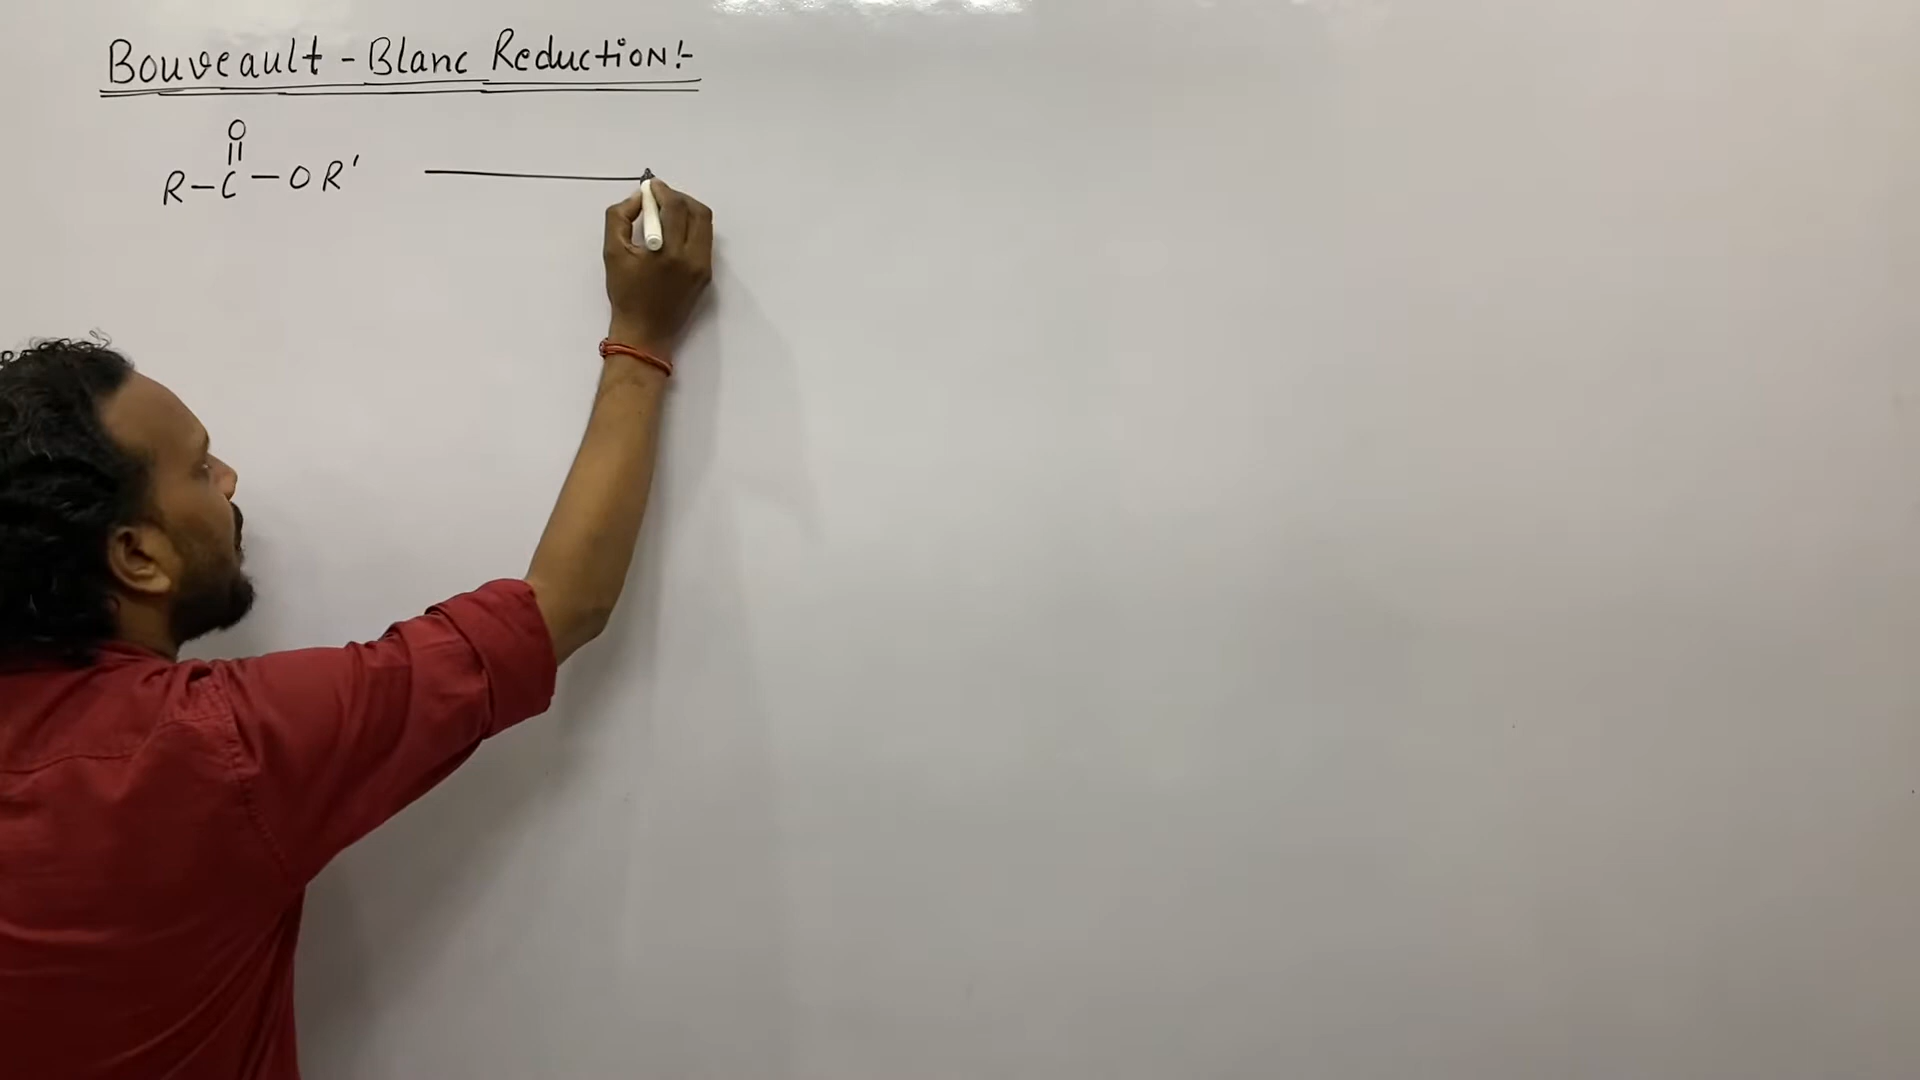 Bouveault - Blanc Reduction:-
O
||
R-C-OR'